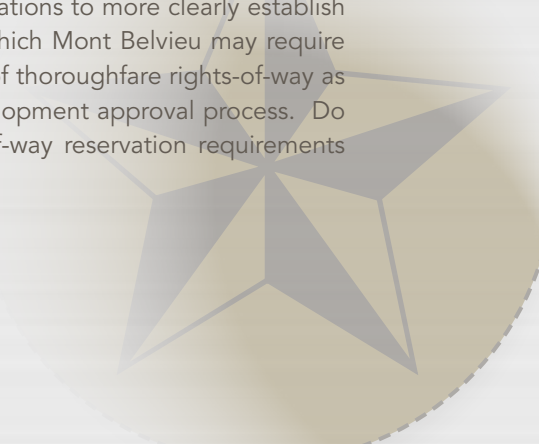 ations to more clearly establish
hich Mont Belvieu may require
f thoroughfare rights-of-way as
opment approval process. Do
f-way reservation requirements